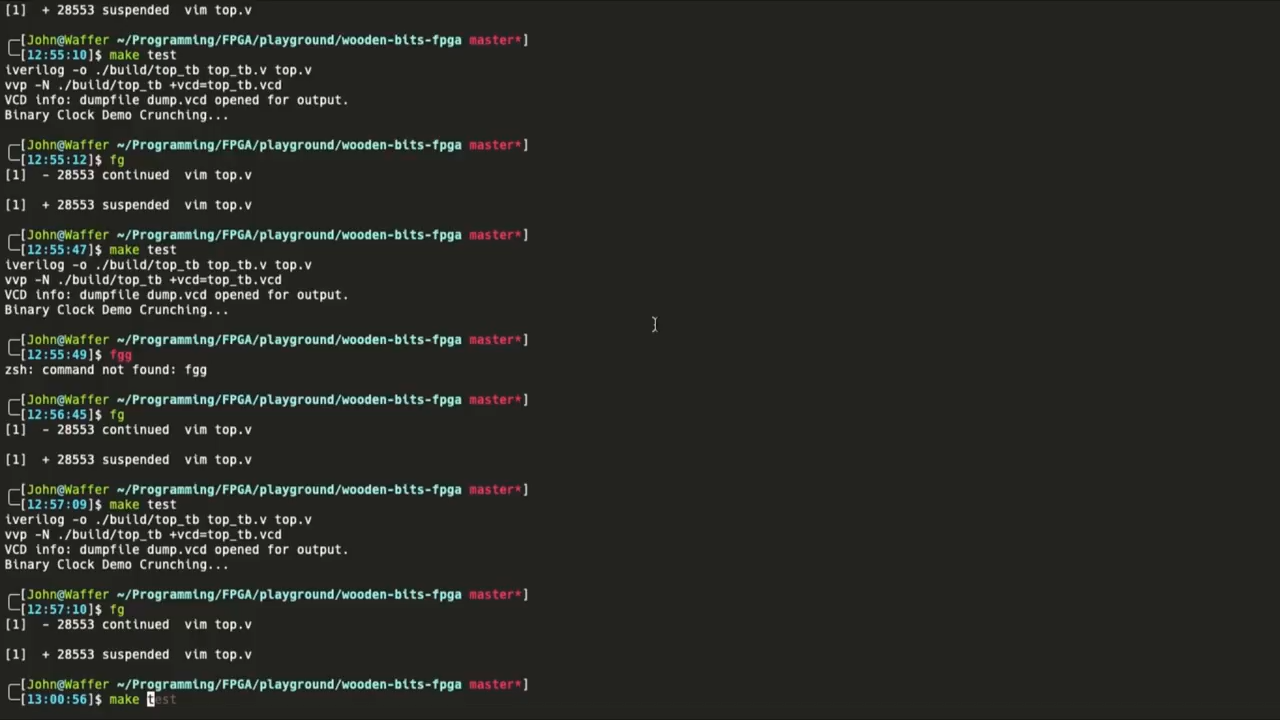 [1]  + 28553 suspended  vim top.v
┌─[John@Waffer ~/Programming/FPGA/playground/wooden-bits-fpga master*]
└─[12:55:10]$ make test
iverilog -o ./build/top_tb top_tb.v top.v
vvp -N ./build/top_tb +vcd=top_tb.vcd
VCD info: dumpfile dump.vcd opened for output.
Binary Clock Demo Crunching...
┌─[John@Waffer ~/Programming/FPGA/playground/wooden-bits-fpga master*]
└─[12:55:12]$ fg
[1]  - 28553 continued  vim top.v
[1]  + 28553 suspended  vim top.v
┌─[John@Waffer ~/Programming/FPGA/playground/wooden-bits-fpga master*]
└─[12:55:47]$ make test
iverilog -o ./build/top_tb top_tb.v top.v
vvp -N ./build/top_tb +vcd=top_tb.vcd
VCD info: dumpfile dump.vcd opened for output.
Binary Clock Demo Crunching...
┌─[John@Waffer ~/Programming/FPGA/playground/wooden-bits-fpga master*]
└─[12:55:49]$ fgg
zsh: command not found: fgg
┌─[John@Waffer ~/Programming/FPGA/playground/wooden-bits-fpga master*]
└─[12:56:45]$ fg
[1]  - 28553 continued  vim top.v
[1]  + 28553 suspended  vim top.v
┌─[John@Waffer ~/Programming/FPGA/playground/wooden-bits-fpga master*]
└─[12:57:09]$ make test
iverilog -o ./build/top_tb top_tb.v top.v
vvp -N ./build/top_tb +vcd=top_tb.vcd
VCD info: dumpfile dump.vcd opened for output.
Binary Clock Demo Crunching...
┌─[John@Waffer ~/Programming/FPGA/playground/wooden-bits-fpga master*]
└─[12:57:10]$ fg
[1]  - 28553 continued  vim top.v
[1]  + 28553 suspended  vim top.v
┌─[John@Waffer ~/Programming/FPGA/playground/wooden-bits-fpga master*]
└─[13:00:56]$ make test